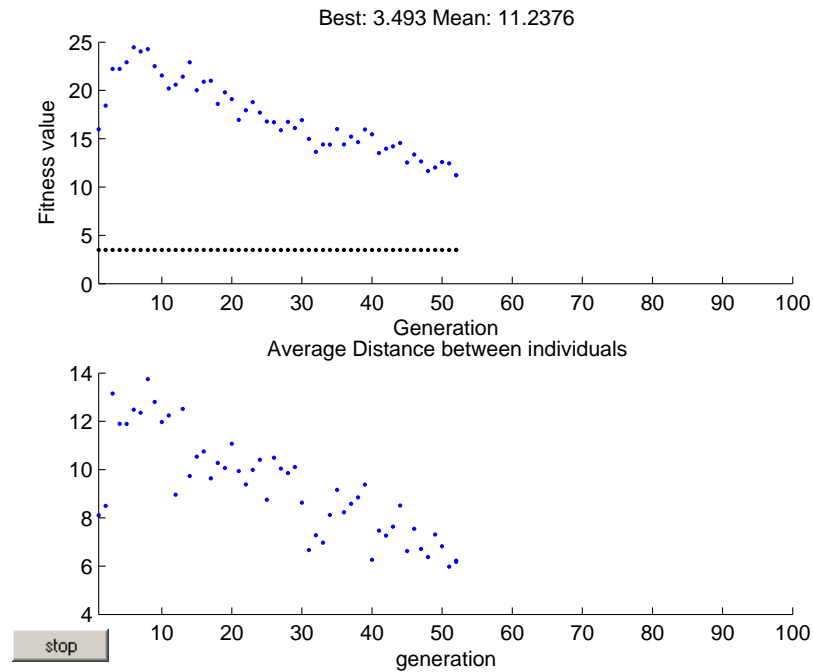 Best: 3.493 Mean: 11.2376
25
20
15
10
5
0
Fitness value
10 20 30 40 50 60 70 80 90 100
Generation
Average Distance between individuals
14
12
10
8
6
4
10 20 30 40 50 60 70 80 90 100
generation
stop